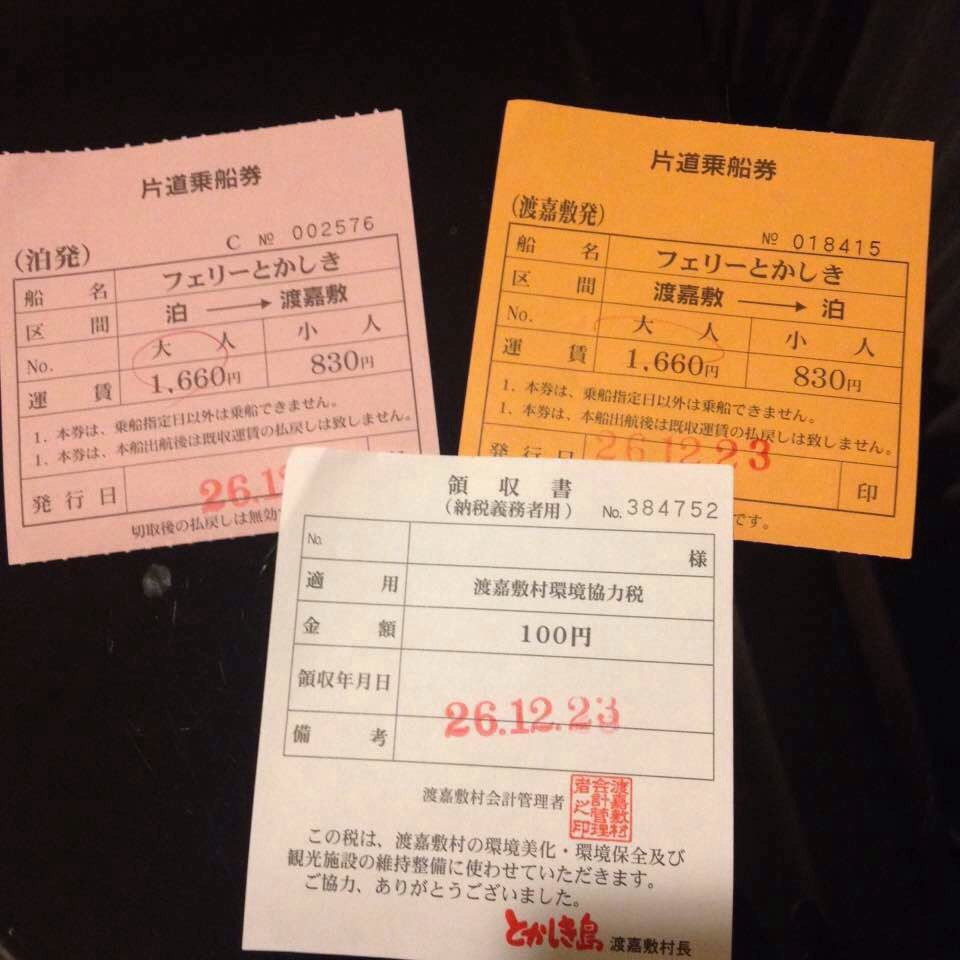 片道乗船券
C № 002576
(泊発)
船名 フェリーとかしき
区間 泊 → 渡嘉敷
No. 大人 小人
運賃 1,660円 830円
1. 本券は、乗船指定日以外は乗船できません。
1. 本券は、本船出航後は既収運賃の払戻しは致しません。
発行日 26.1
切取後の払戻しは無効
片道乗船券
(渡嘉敷発)
№ 018415
船名 フェリーとかしき
区間 渡嘉敷 → 泊
No. 大人 小人
運賃 1,660円 830円
1. 本券は、乗船指定日以外は乗船できません。
1. 本券は、本船出航後は既収運賃の払戻しは致しません。
発行日 26.12.23 印
です。
領収書
(納税義務者用) No. 384752
No. 様
適用 渡嘉敷村環境協力税
金額 100円
領収年月日 26.12.23
備考
渡嘉敷村会計管理者
渡嘉敷村会計管理者之印
この税は、渡嘉敷村の環境美化・環境保全及び
観光施設の維持整備に使わせていただきます。
ご協力、ありがとうございました。
とかしき島 渡嘉敷村長